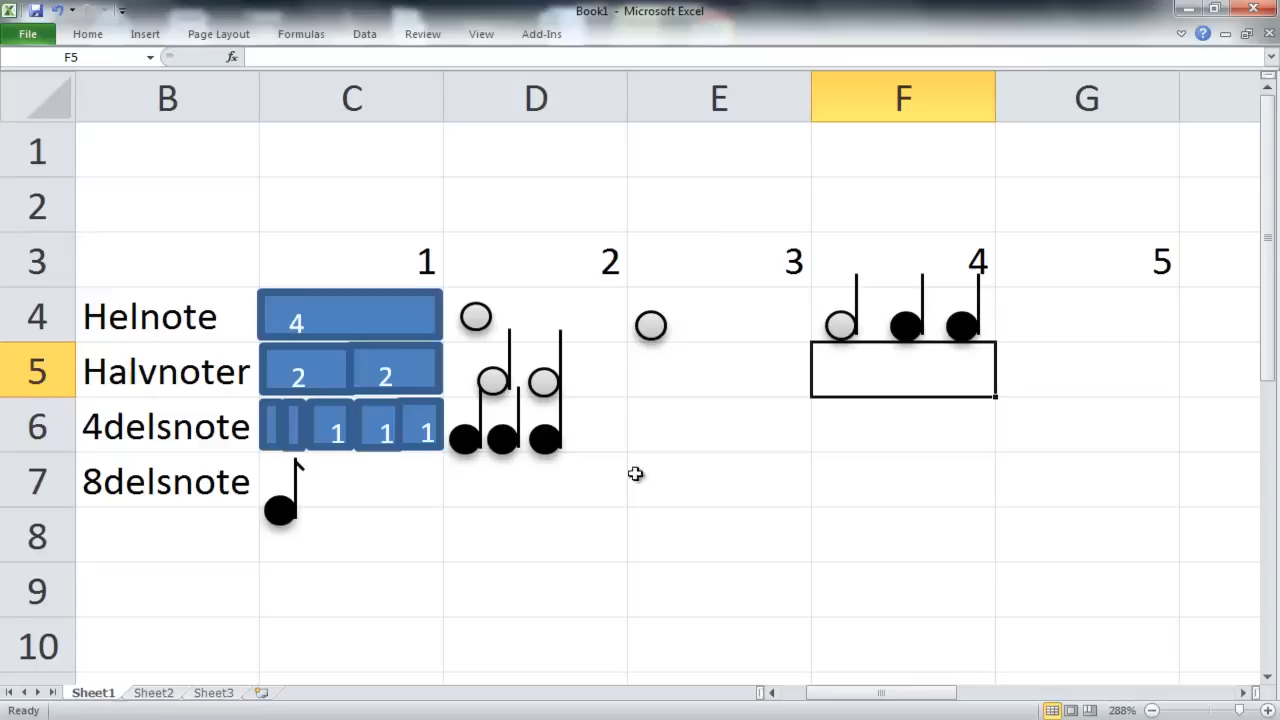 Book1 - Microsoft Excel
File Home Insert Page Layout Formulas Data Review View Add-Ins
F5 fx
B C D E F G
1
2
3 1 2 3 4 5
4 Helnote 4
5 Halvnoter 2 2
6 4delsnote 1 1 1
7 8delsnote
8
9
10
Sheet1 Sheet2 Sheet3
Ready 288%